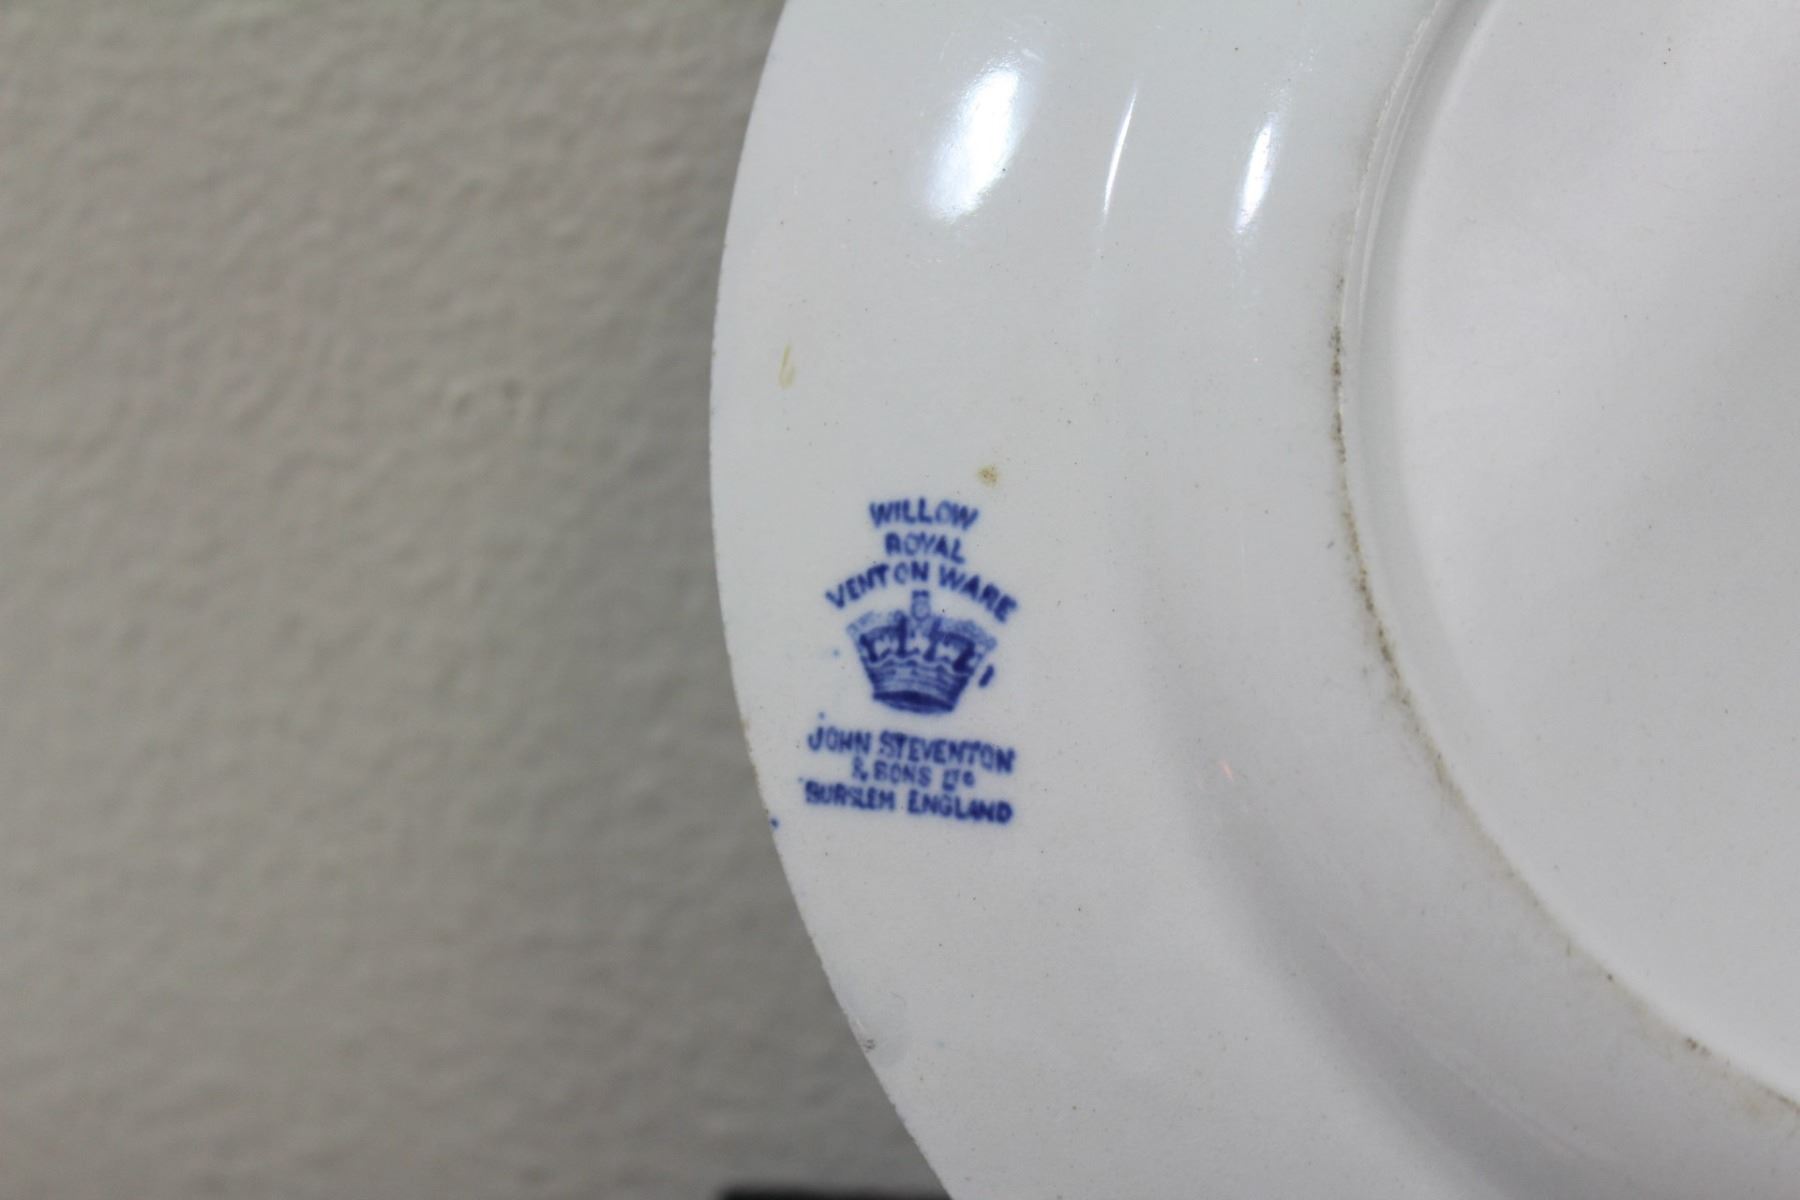 WILLOW
ROYAL
VENTON WARE
JOHN STEVENTON
& SONS LTD
BURSLEM ENGLAND